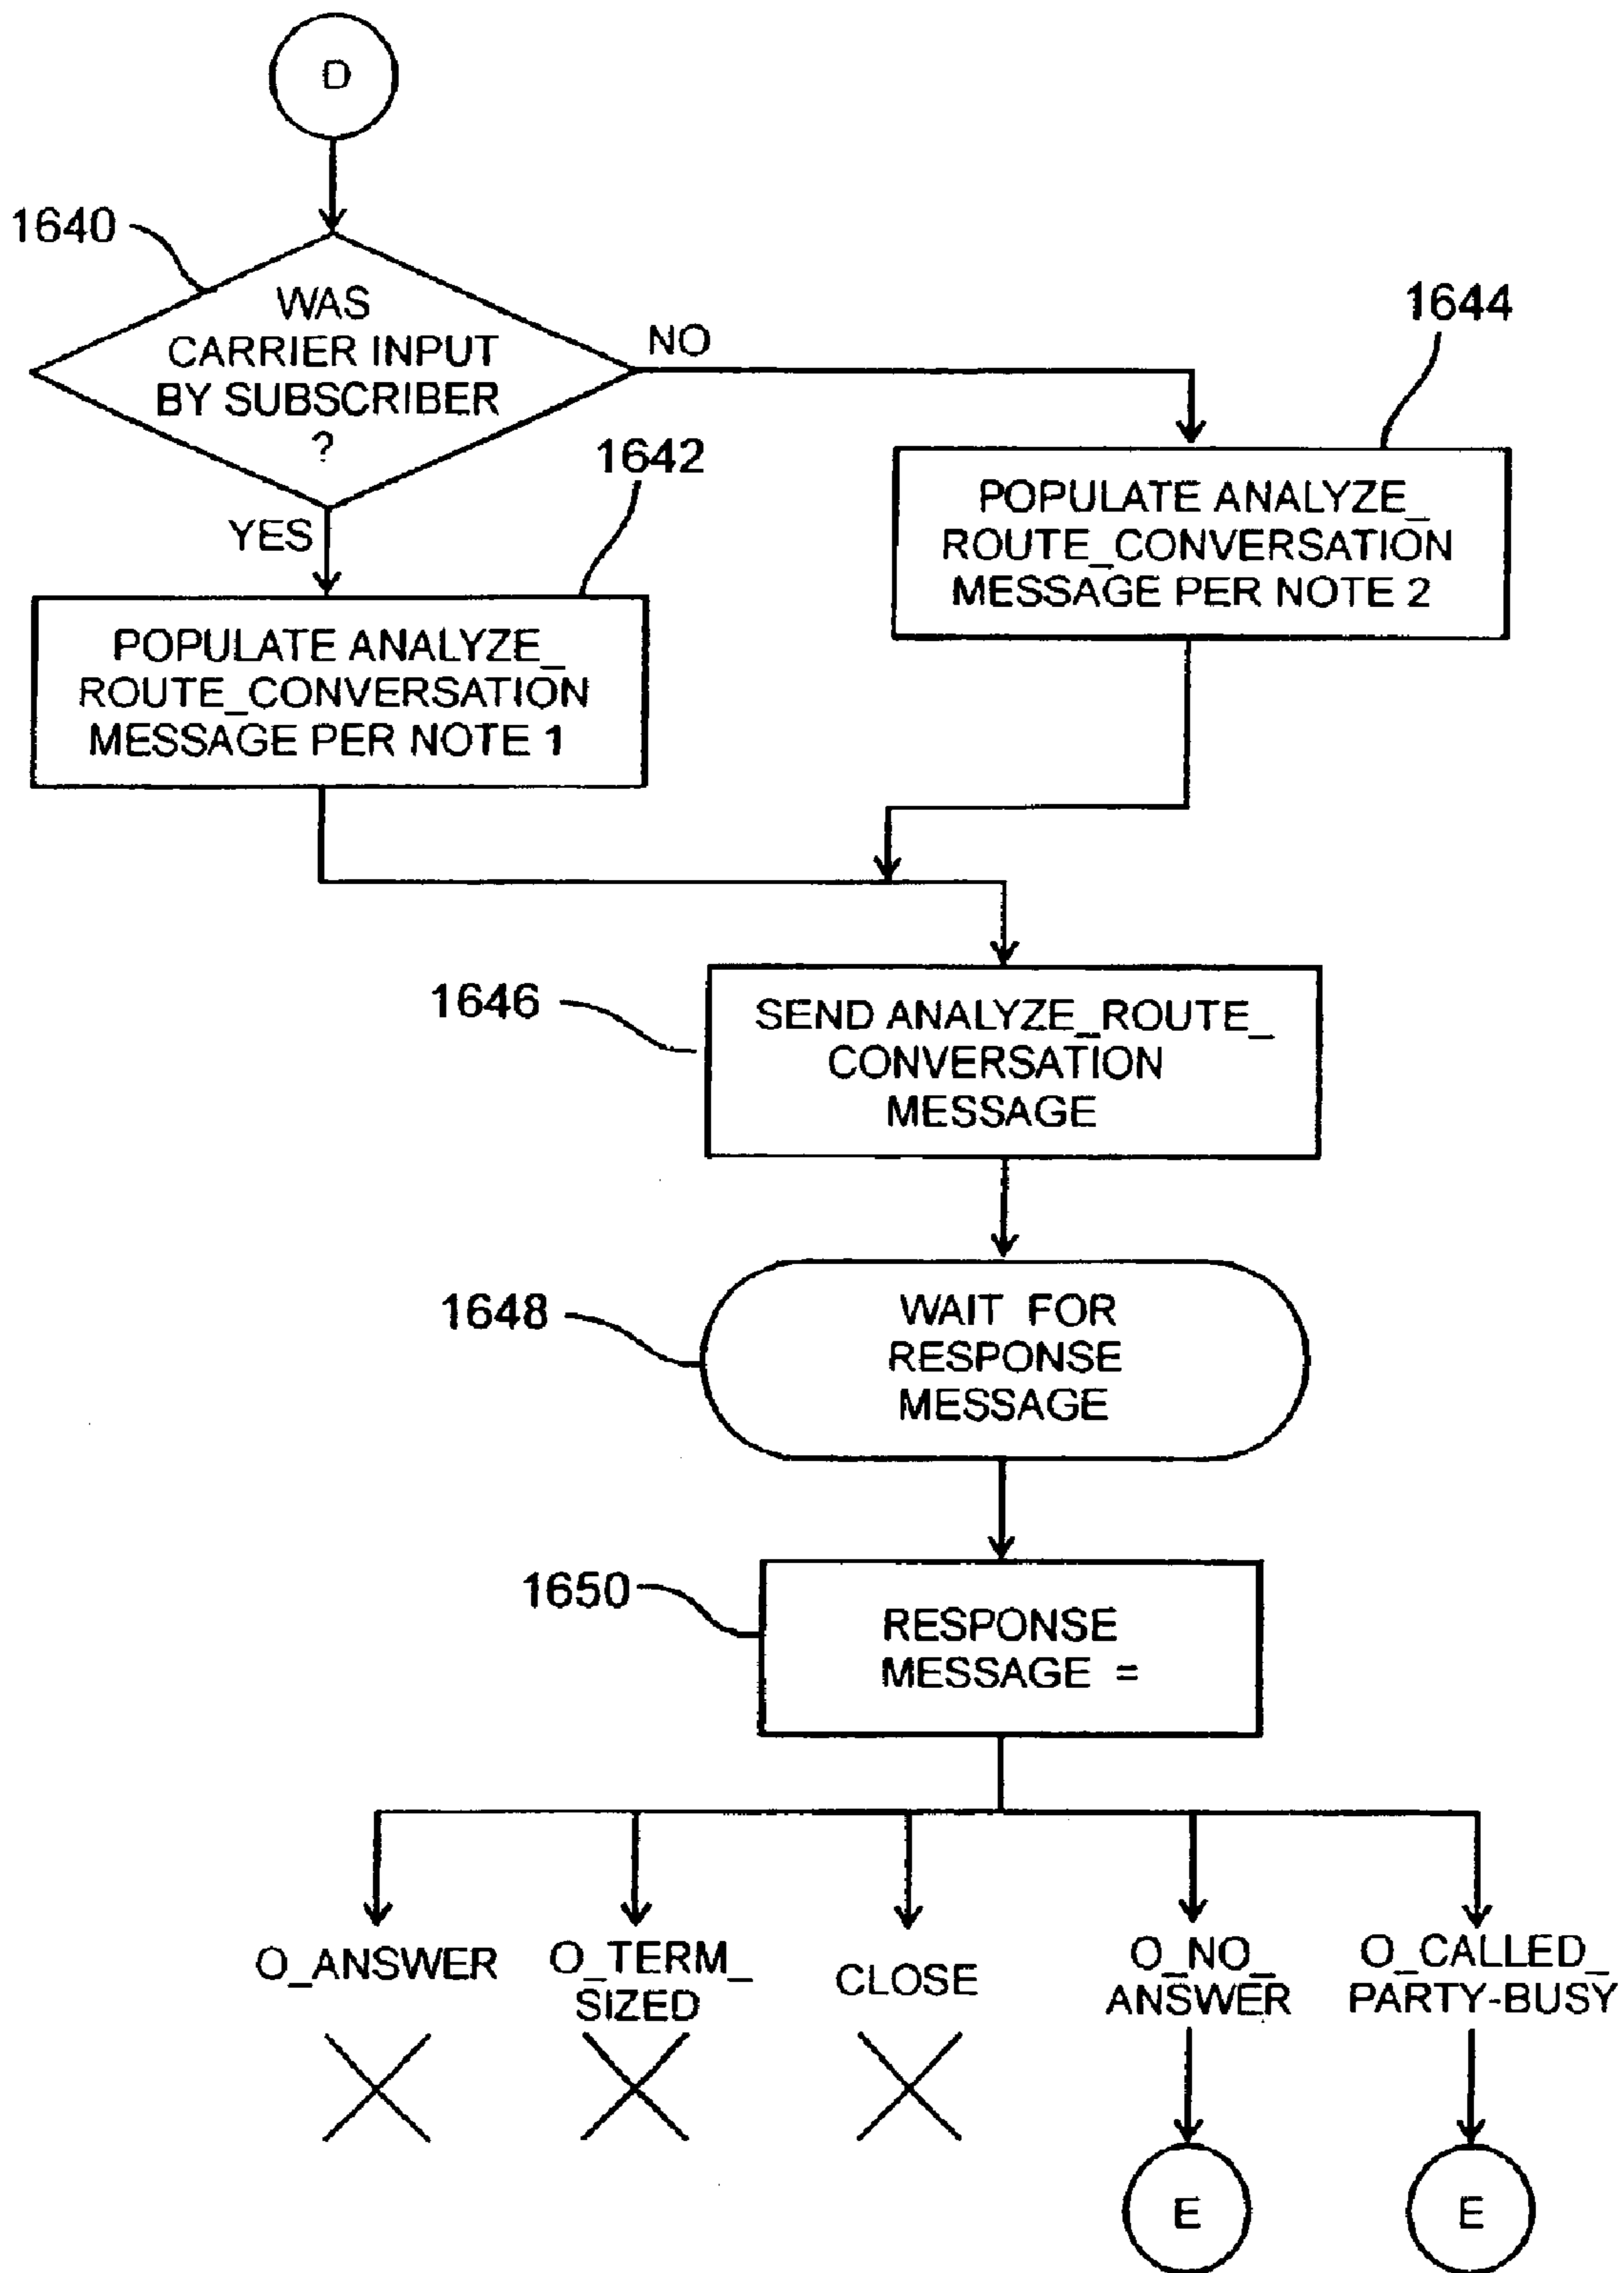 D
1640
WAS
CARRIER INPUT
BY SUBSCRIBER
?
NO
1644
YES
1642
POPULATE ANALYZE_
ROUTE_CONVERSATION
MESSAGE PER NOTE 2
POPULATE ANALYZE_
ROUTE_CONVERSATION
MESSAGE PER NOTE 1
1646
SEND ANALYZE_ROUTE_
CONVERSATION
MESSAGE
1648
WAIT FOR
RESPONSE
MESSAGE
1650
RESPONSE
MESSAGE =
O_ANSWER
O_TERM_
SIZED
CLOSE
O_NO_
ANSWER
O_CALLED_
PARTY-BUSY
E
E